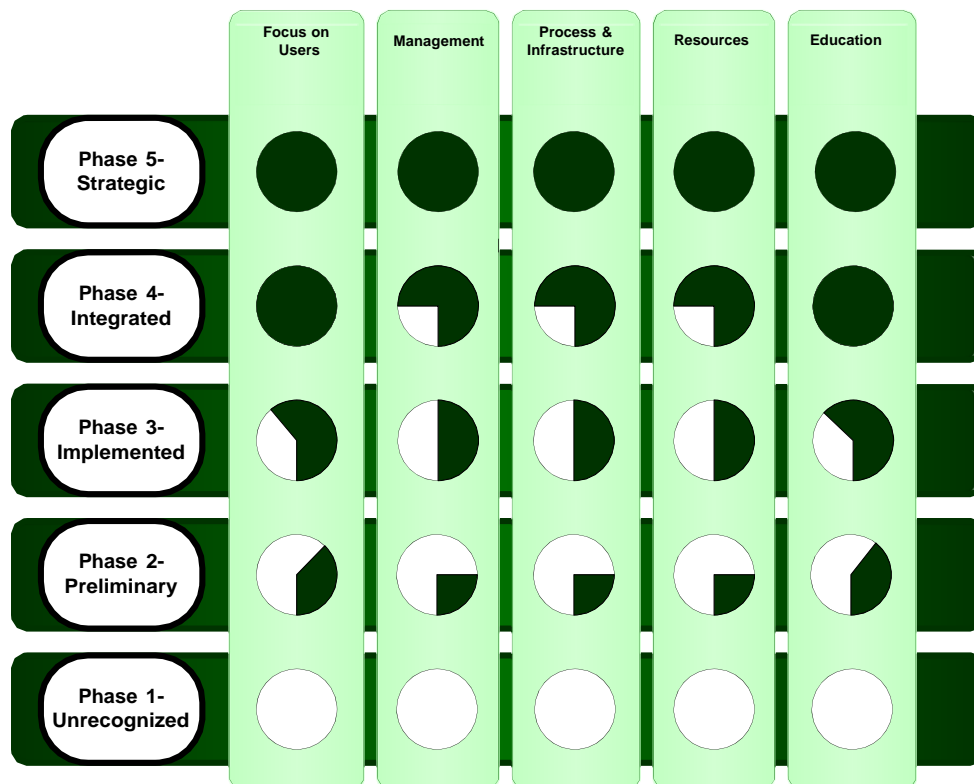 Focus on
Users
Management
Process &
Infrastructure
Resources
Education
Phase 5-
Strategic
Phase 4-
Integrated
Phase 3-
Implemented
Phase 2-
Preliminary
Phase 1-
Unrecognized